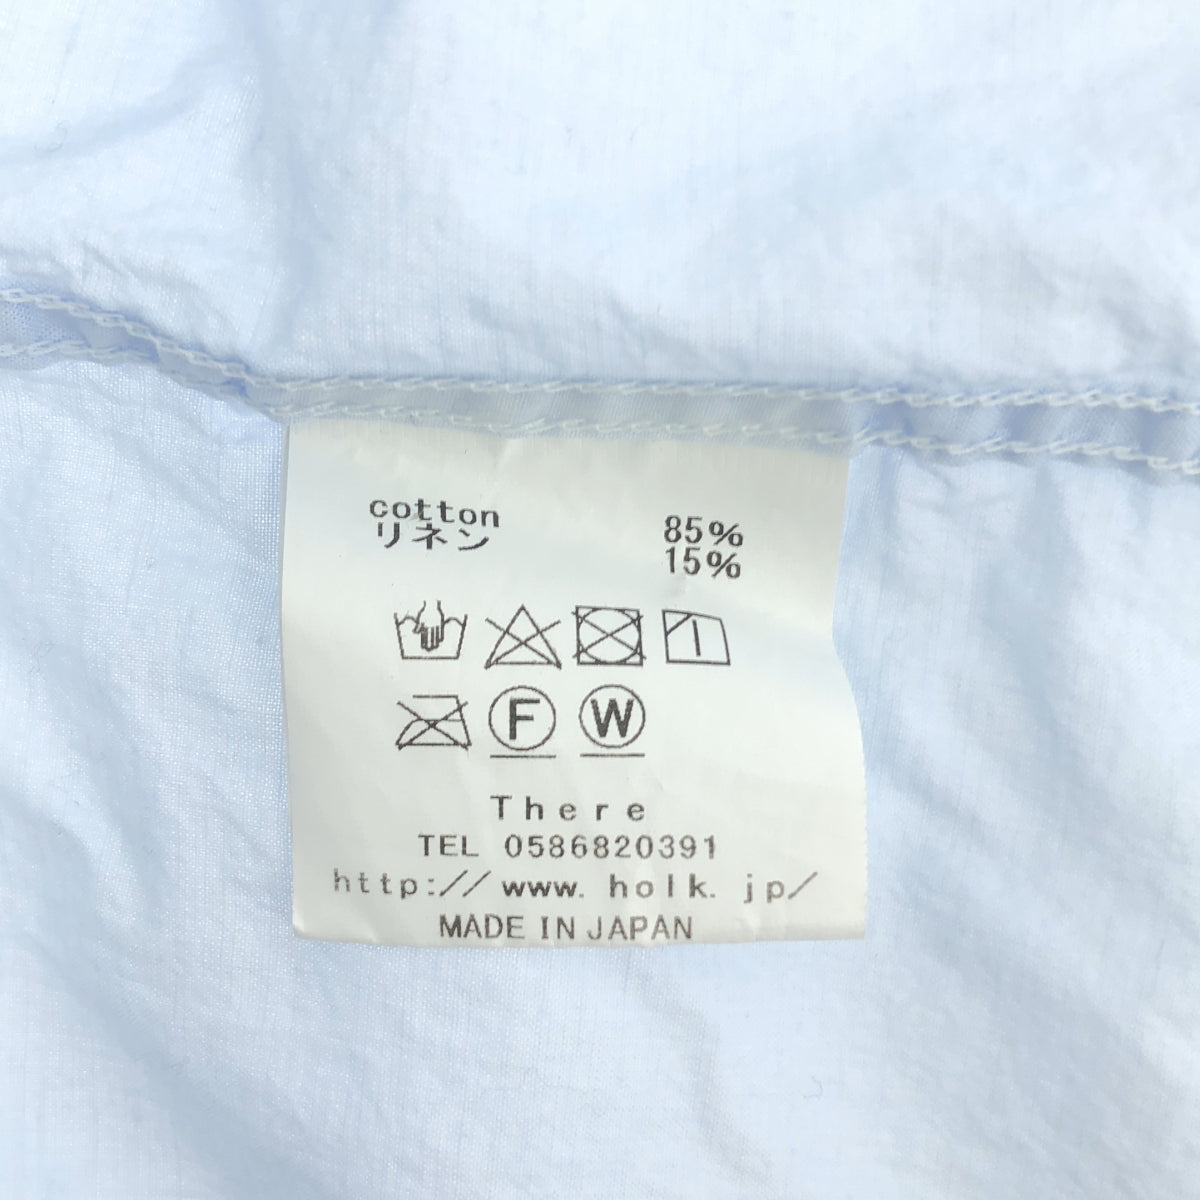 cotton 85%
リネン 15%
F W
There
TEL 0586820391
http://www.holk.jp/
MADE IN JAPAN